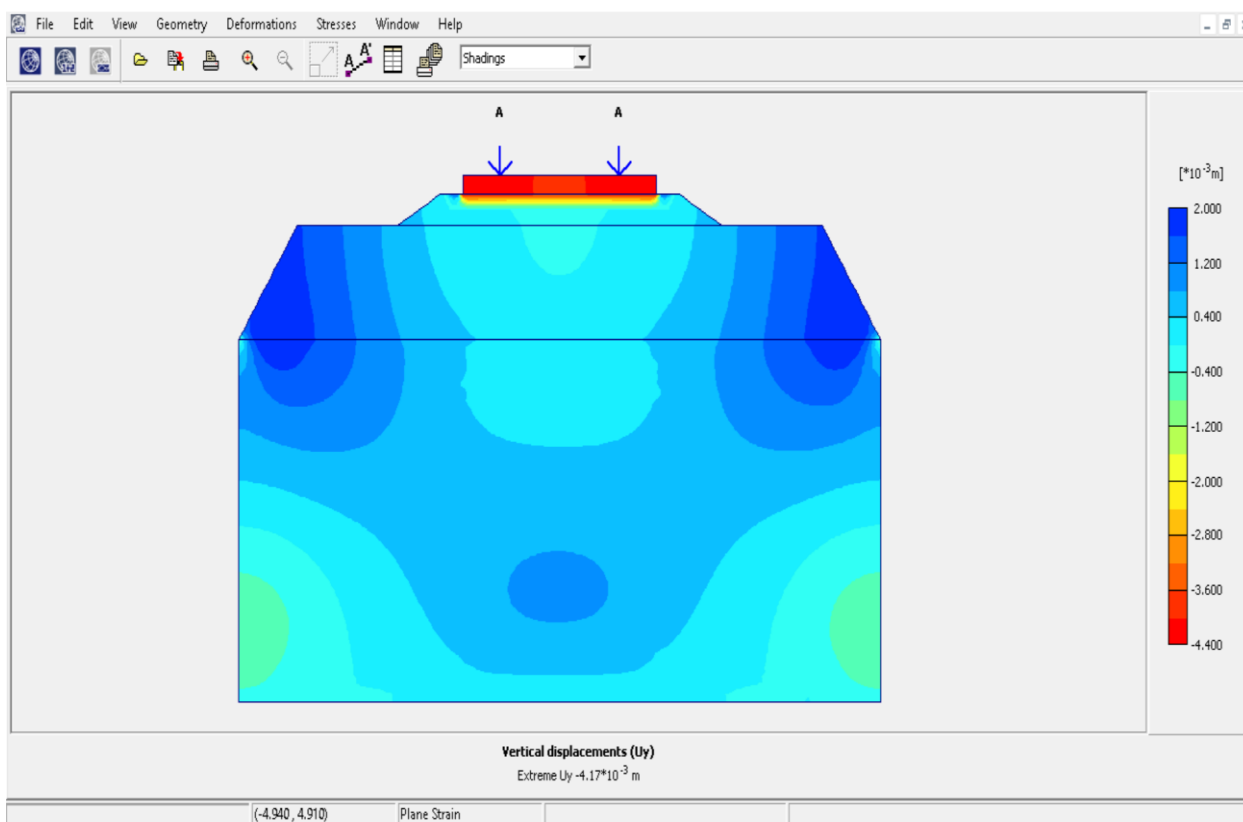 File Edit View Geometry Deformations Stresses Window Help
Shadings
A A
[*10⁻³m]
2.000
1.200
0.400
-0.400
-1.200
-2.000
-2.800
-3.600
-4.400
Vertical displacements (Uy)
Extreme Uy -4.17*10⁻³ m
(-4.940, 4.910) Plane Strain